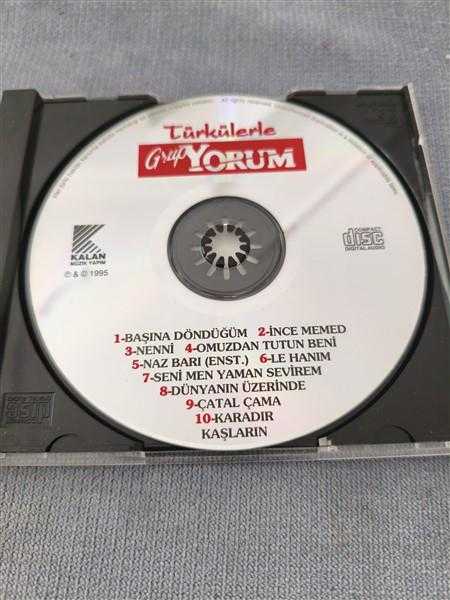 Türkülerle
Grup YORUM
KALAN
MÜZİK YAPIM
℗ & © 1995
COMPACT
disc
DIGITAL AUDIO
1-BAŞINA DÖNDÜĞÜM 2-İNCE MEMED
3-NENNİ 4-OMUZDAN TUTUN BENİ
5-NAZ BARI (ENST.) 6-LE HANIM
7-SENİ MEN YAMAN SEVİREM
8-DÜNYANIN ÜZERİNDE
9-ÇATAL ÇAMA
10-KARADIR
KAŞLARIN